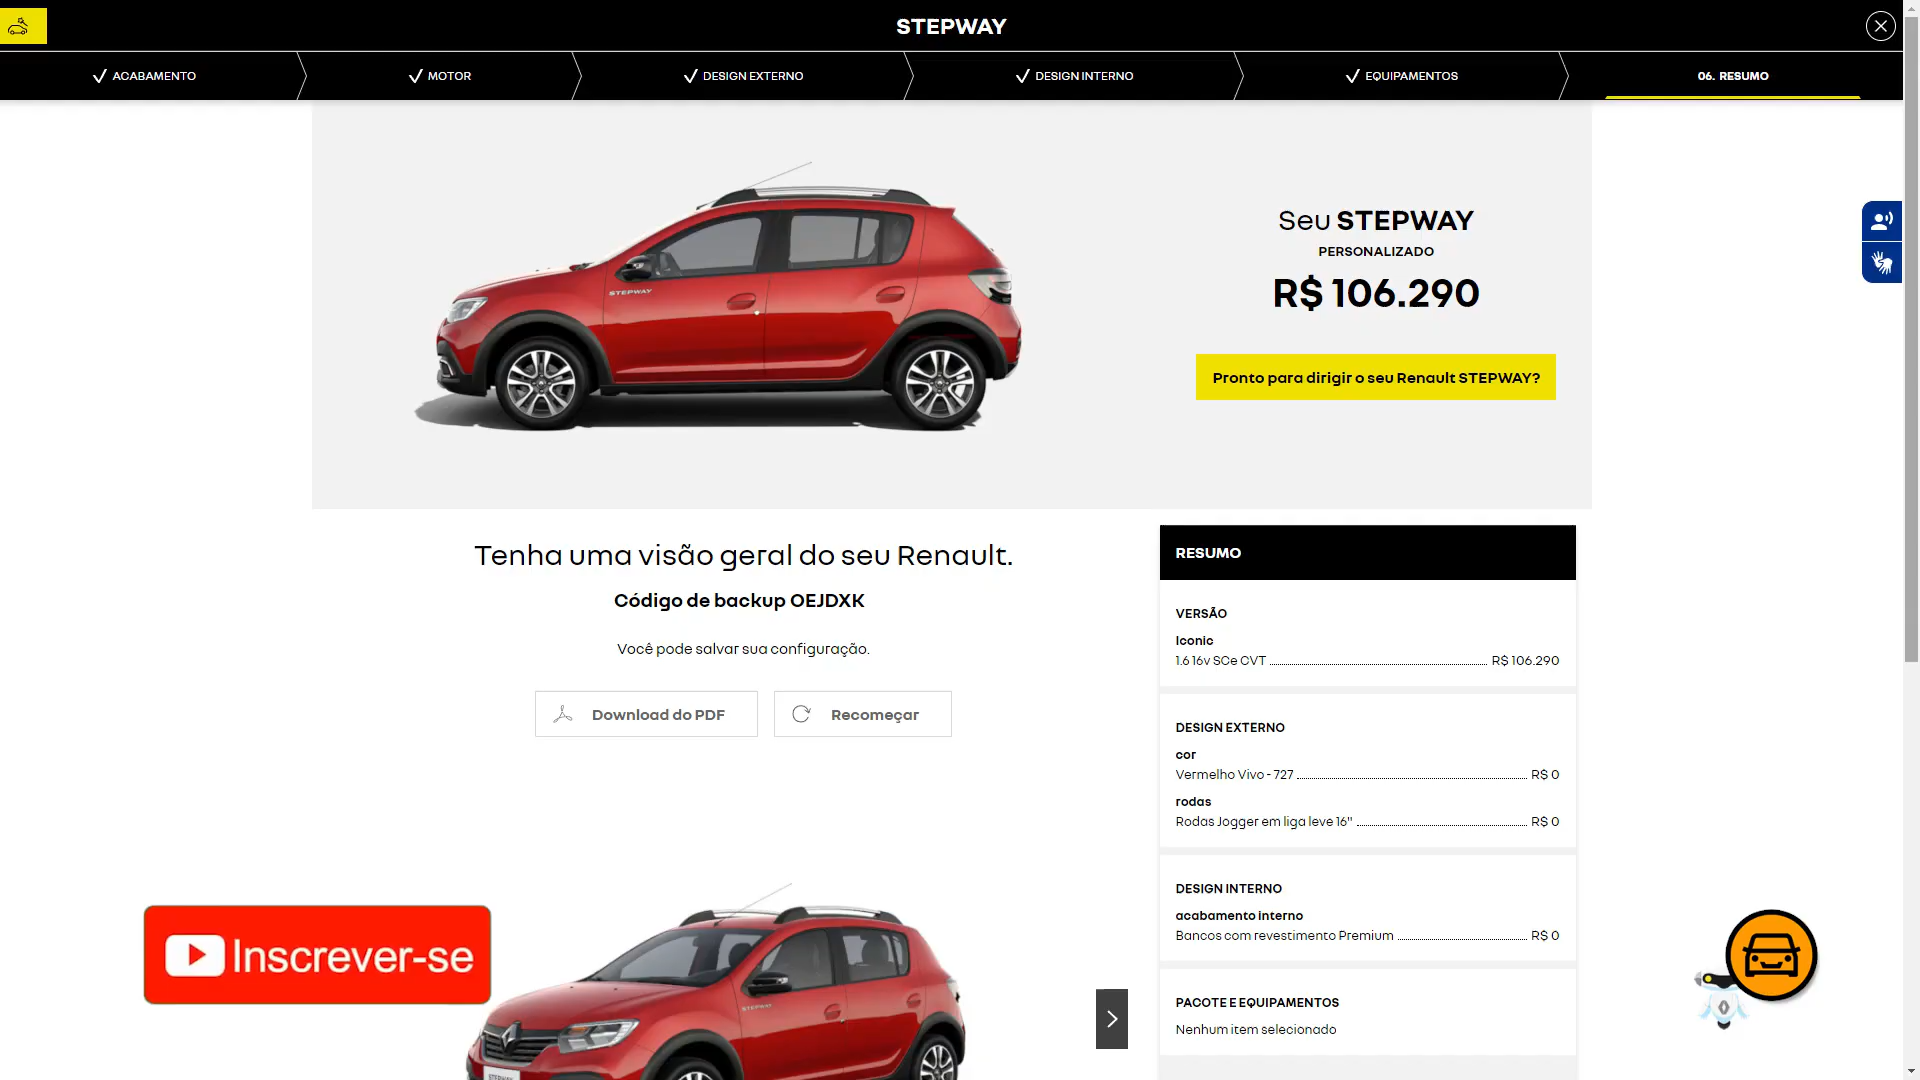 STEPWAY
ACABAMENTO
MOTOR
DESIGN EXTERNO
DESIGN INTERNO
EQUIPAMENTOS
06. RESUMO
STEPWAY
Seu STEPWAY
PERSONALIZADO
R$ 106.290
Pronto para dirigir o seu Renault STEPWAY?
Tenha uma visão geral do seu Renault.
Código de backup OEJDXK
Você pode salvar sua configuração.
Download do PDF
Recomeçar
RESUMO
VERSÃO
Iconic
1.6 16v SCe CVT R$ 106.290
DESIGN EXTERNO
cor
Vermelho Vivo - 727 R$ 0
rodas
Rodas Jogger em liga leve 16" R$ 0
DESIGN INTERNO
acabamento interno
Bancos com revestimento Premium R$ 0
PACOTE E EQUIPAMENTOS
Nenhum item selecionado
Inscrever-se
STEPWAY
STEPWAY